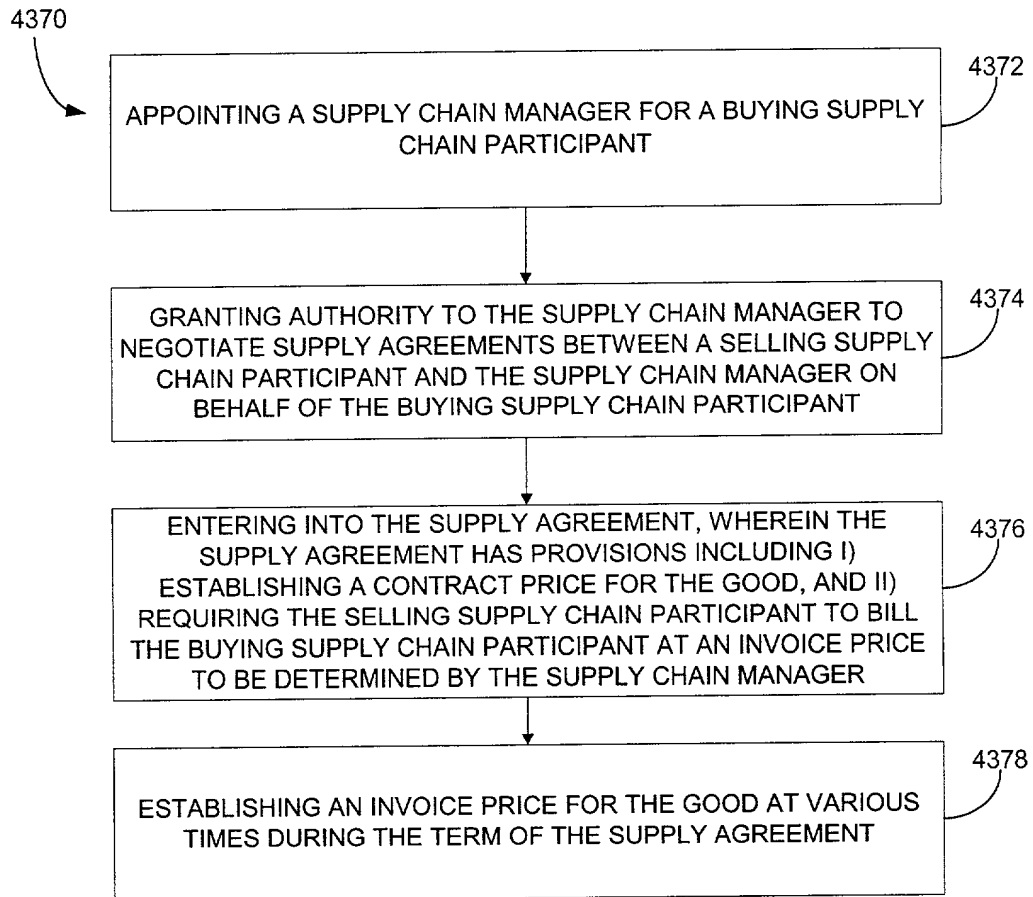 4370
4372
APPOINTING A SUPPLY CHAIN MANAGER FOR A BUYING SUPPLY
CHAIN PARTICIPANT
4374
GRANTING AUTHORITY TO THE SUPPLY CHAIN MANAGER TO
NEGOTIATE SUPPLY AGREEMENTS BETWEEN A SELLING SUPPLY
CHAIN PARTICIPANT AND THE SUPPLY CHAIN MANAGER ON
BEHALF OF THE BUYING SUPPLY CHAIN PARTICIPANT
4376
ENTERING INTO THE SUPPLY AGREEMENT, WHEREIN THE
SUPPLY AGREEMENT HAS PROVISIONS INCLUDING I)
ESTABLISHING A CONTRACT PRICE FOR THE GOOD, AND II)
REQUIRING THE SELLING SUPPLY CHAIN PARTICIPANT TO BILL
THE BUYING SUPPLY CHAIN PARTICIPANT AT AN INVOICE PRICE
TO BE DETERMINED BY THE SUPPLY CHAIN MANAGER
4378
ESTABLISHING AN INVOICE PRICE FOR THE GOOD AT VARIOUS
TIMES DURING THE TERM OF THE SUPPLY AGREEMENT